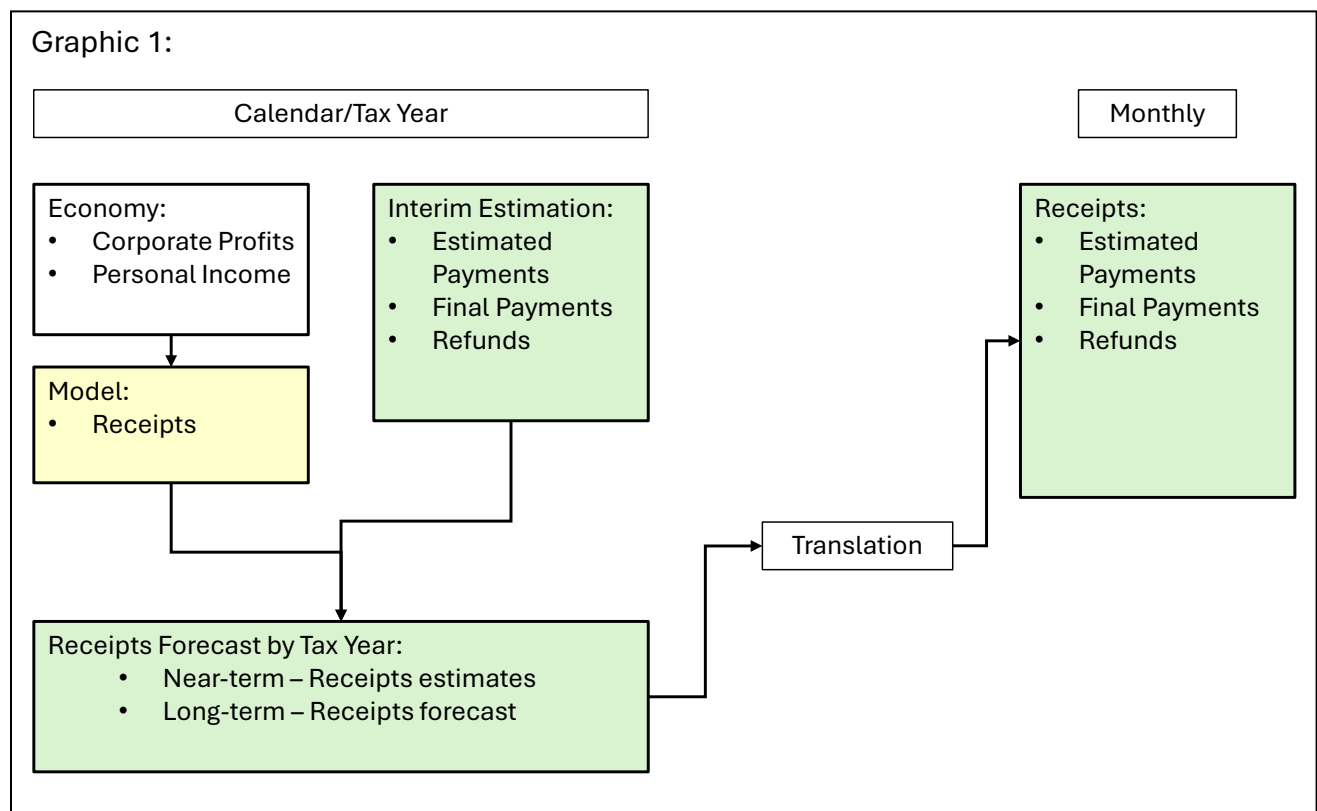 Graphic 1:
Calendar/Tax Year
Monthly
Economy:
• Corporate Profits
• Personal Income
Interim Estimation:
• Estimated
Payments
• Final Payments
• Refunds
Receipts:
• Estimated
Payments
• Final Payments
• Refunds
Model:
• Receipts
Translation
Receipts Forecast by Tax Year:
• Near-term – Receipts estimates
• Long-term – Receipts forecast